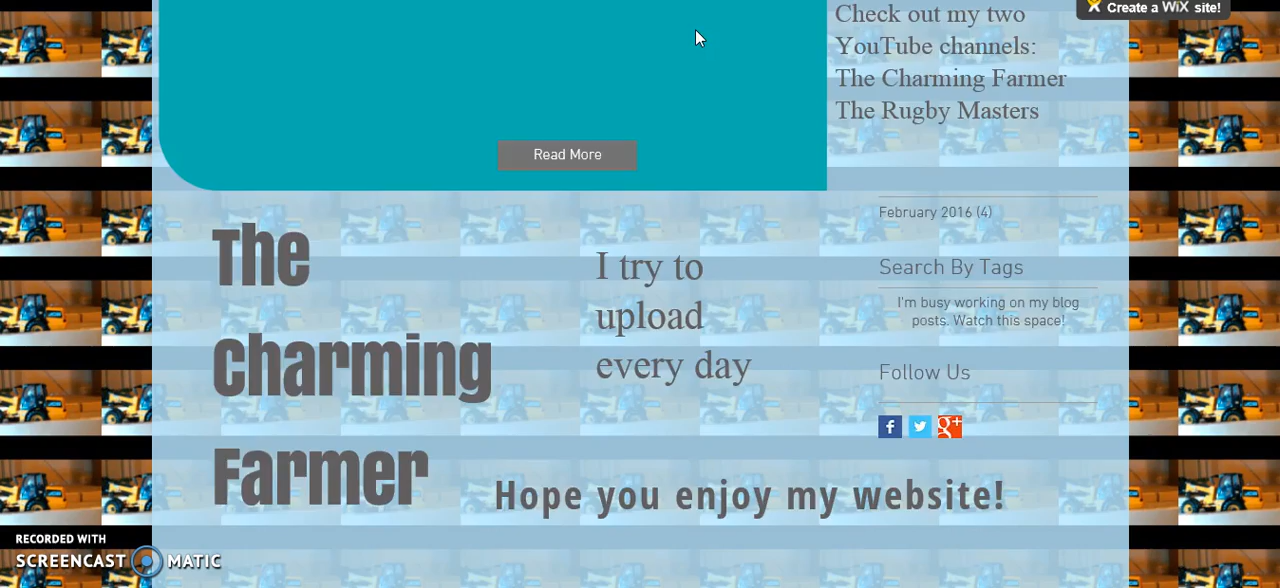 Create a WiX site!
Check out my two
YouTube channels:
The Charming Farmer
The Rugby Masters
Read More
February 2016 (4)
The
Charming
Farmer
I try to
upload
every day
Search By Tags
I'm busy working on my blog
posts. Watch this space!
Follow Us
f
g+
Hope you enjoy my website!
RECORDED WITH
SCREENCAST MATIC